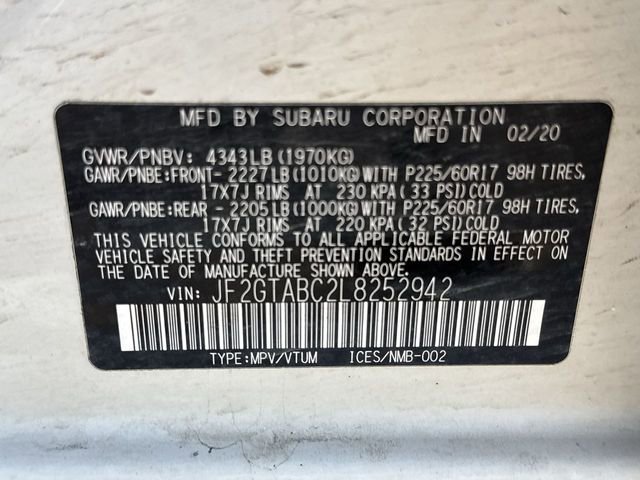 MFD BY SUBARU CORPORATION
MFD IN 02/20
GVWR/PNBV: 4343LB (1970KG)
GAWR/PNBE:FRONT- 2227LB (1010KG)WITH P225/60R17 98H TIRES,
17X7J RIMS AT 230 KPA( 33 PSI)COLD
GAWR/PNBE:REAR - 2205LB (1000KG)WITH P225/60R17 98H TIRES,
17X7J RIMS AT 220 KPA( 32 PSI)COLD
THIS VEHICLE CONFORMS TO ALL APPLICABLE FEDERAL MOTOR
VEHICLE SAFETY AND THEFT PREVENTION STANDARDS IN EFFECT
ON THE DATE OF MANUFACTURE SHOWN ABOVE.
VIN: JF2GTABC2L8252942
TYPE:MPV/VTUM ICES/NMB-002